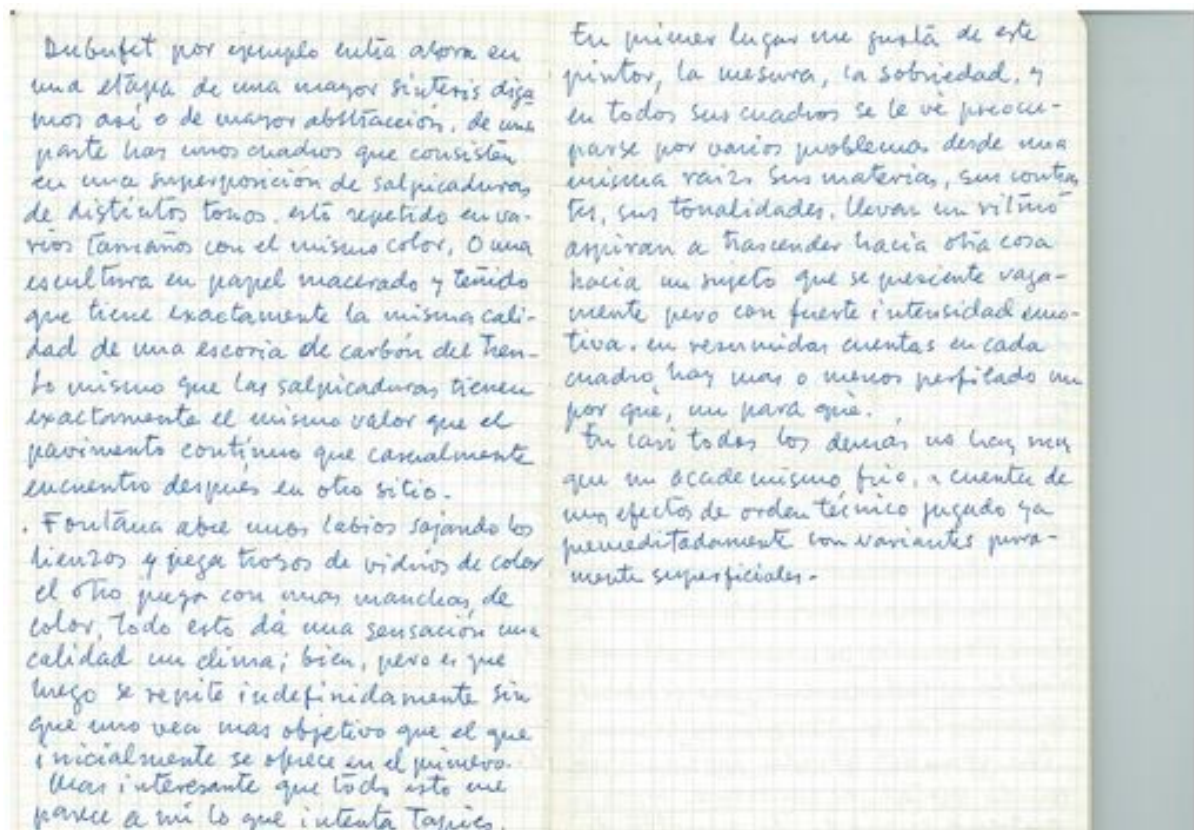 Dubufet por ejemplo entra ahora en
una etapa de una mayor síntesis diga
mos así o de mayor abstracción, de una
parte has unos cuadros que consisten
en una superposición de salpicaduras
de distintos tonos. esto repetido en va-
rios tamaños con el mismo color, O una
escultura en papel macerado y teñido
que tiene exactamente la misma cali-
dad de una escoria de carbón del tren.
Lo mismo que las salpicaduras tienen
exactamente el mismo valor que el
pavimento contínuo que casualmente
encuentro después en otro sitio.
. Fontana abre unos labios sajando los
lienzos y pega trozos de vidrios de color
el otro juega con unas manchas de
color, todo esto dá una sensación una
calidad un clima; bien, pero es que
luego se repite indefinidamente sin
que uno vea mas objetivo que el que
inicialmente se ofrece en el primero.
Mas interesante que todo esto me
parece a mi lo que intenta Tapies.
En primer lugar me gusta de este
pintor, la mesura, la sobriedad. y
en todos sus cuadros se le vé preocu-
parse por varios problemas desde una
misma raiz. Sus materias, sus contras
tes, sus tonalidades. llevan un ritmo
aspiran a trascender hacia otra cosa
hacia un sujeto que se presiente vaga-
mente pero con fuerte intensidad emo-
tiva. en resumidas cuentas en cada
cuadro hay mas o menos perfilado un
por qué, un para qué.
En casi todos los demás no hay mas
que un academismo frio, a cuenta de
unos efectos de orden técnico jugado ya
premeditadamente con variantes pura-
mente superficiales.